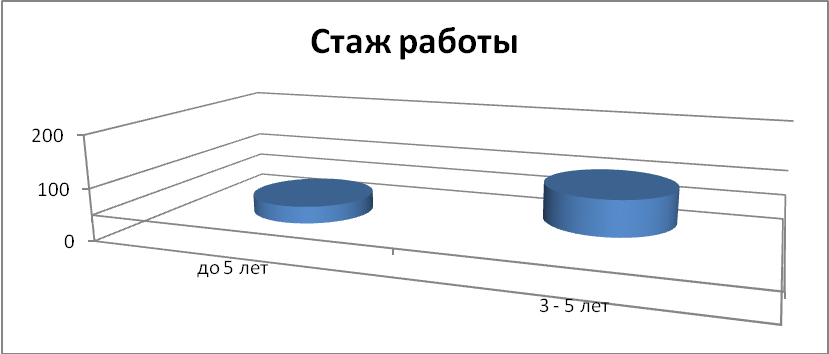 Стаж работы
200
100
0
до 5 лет
3 - 5 лет